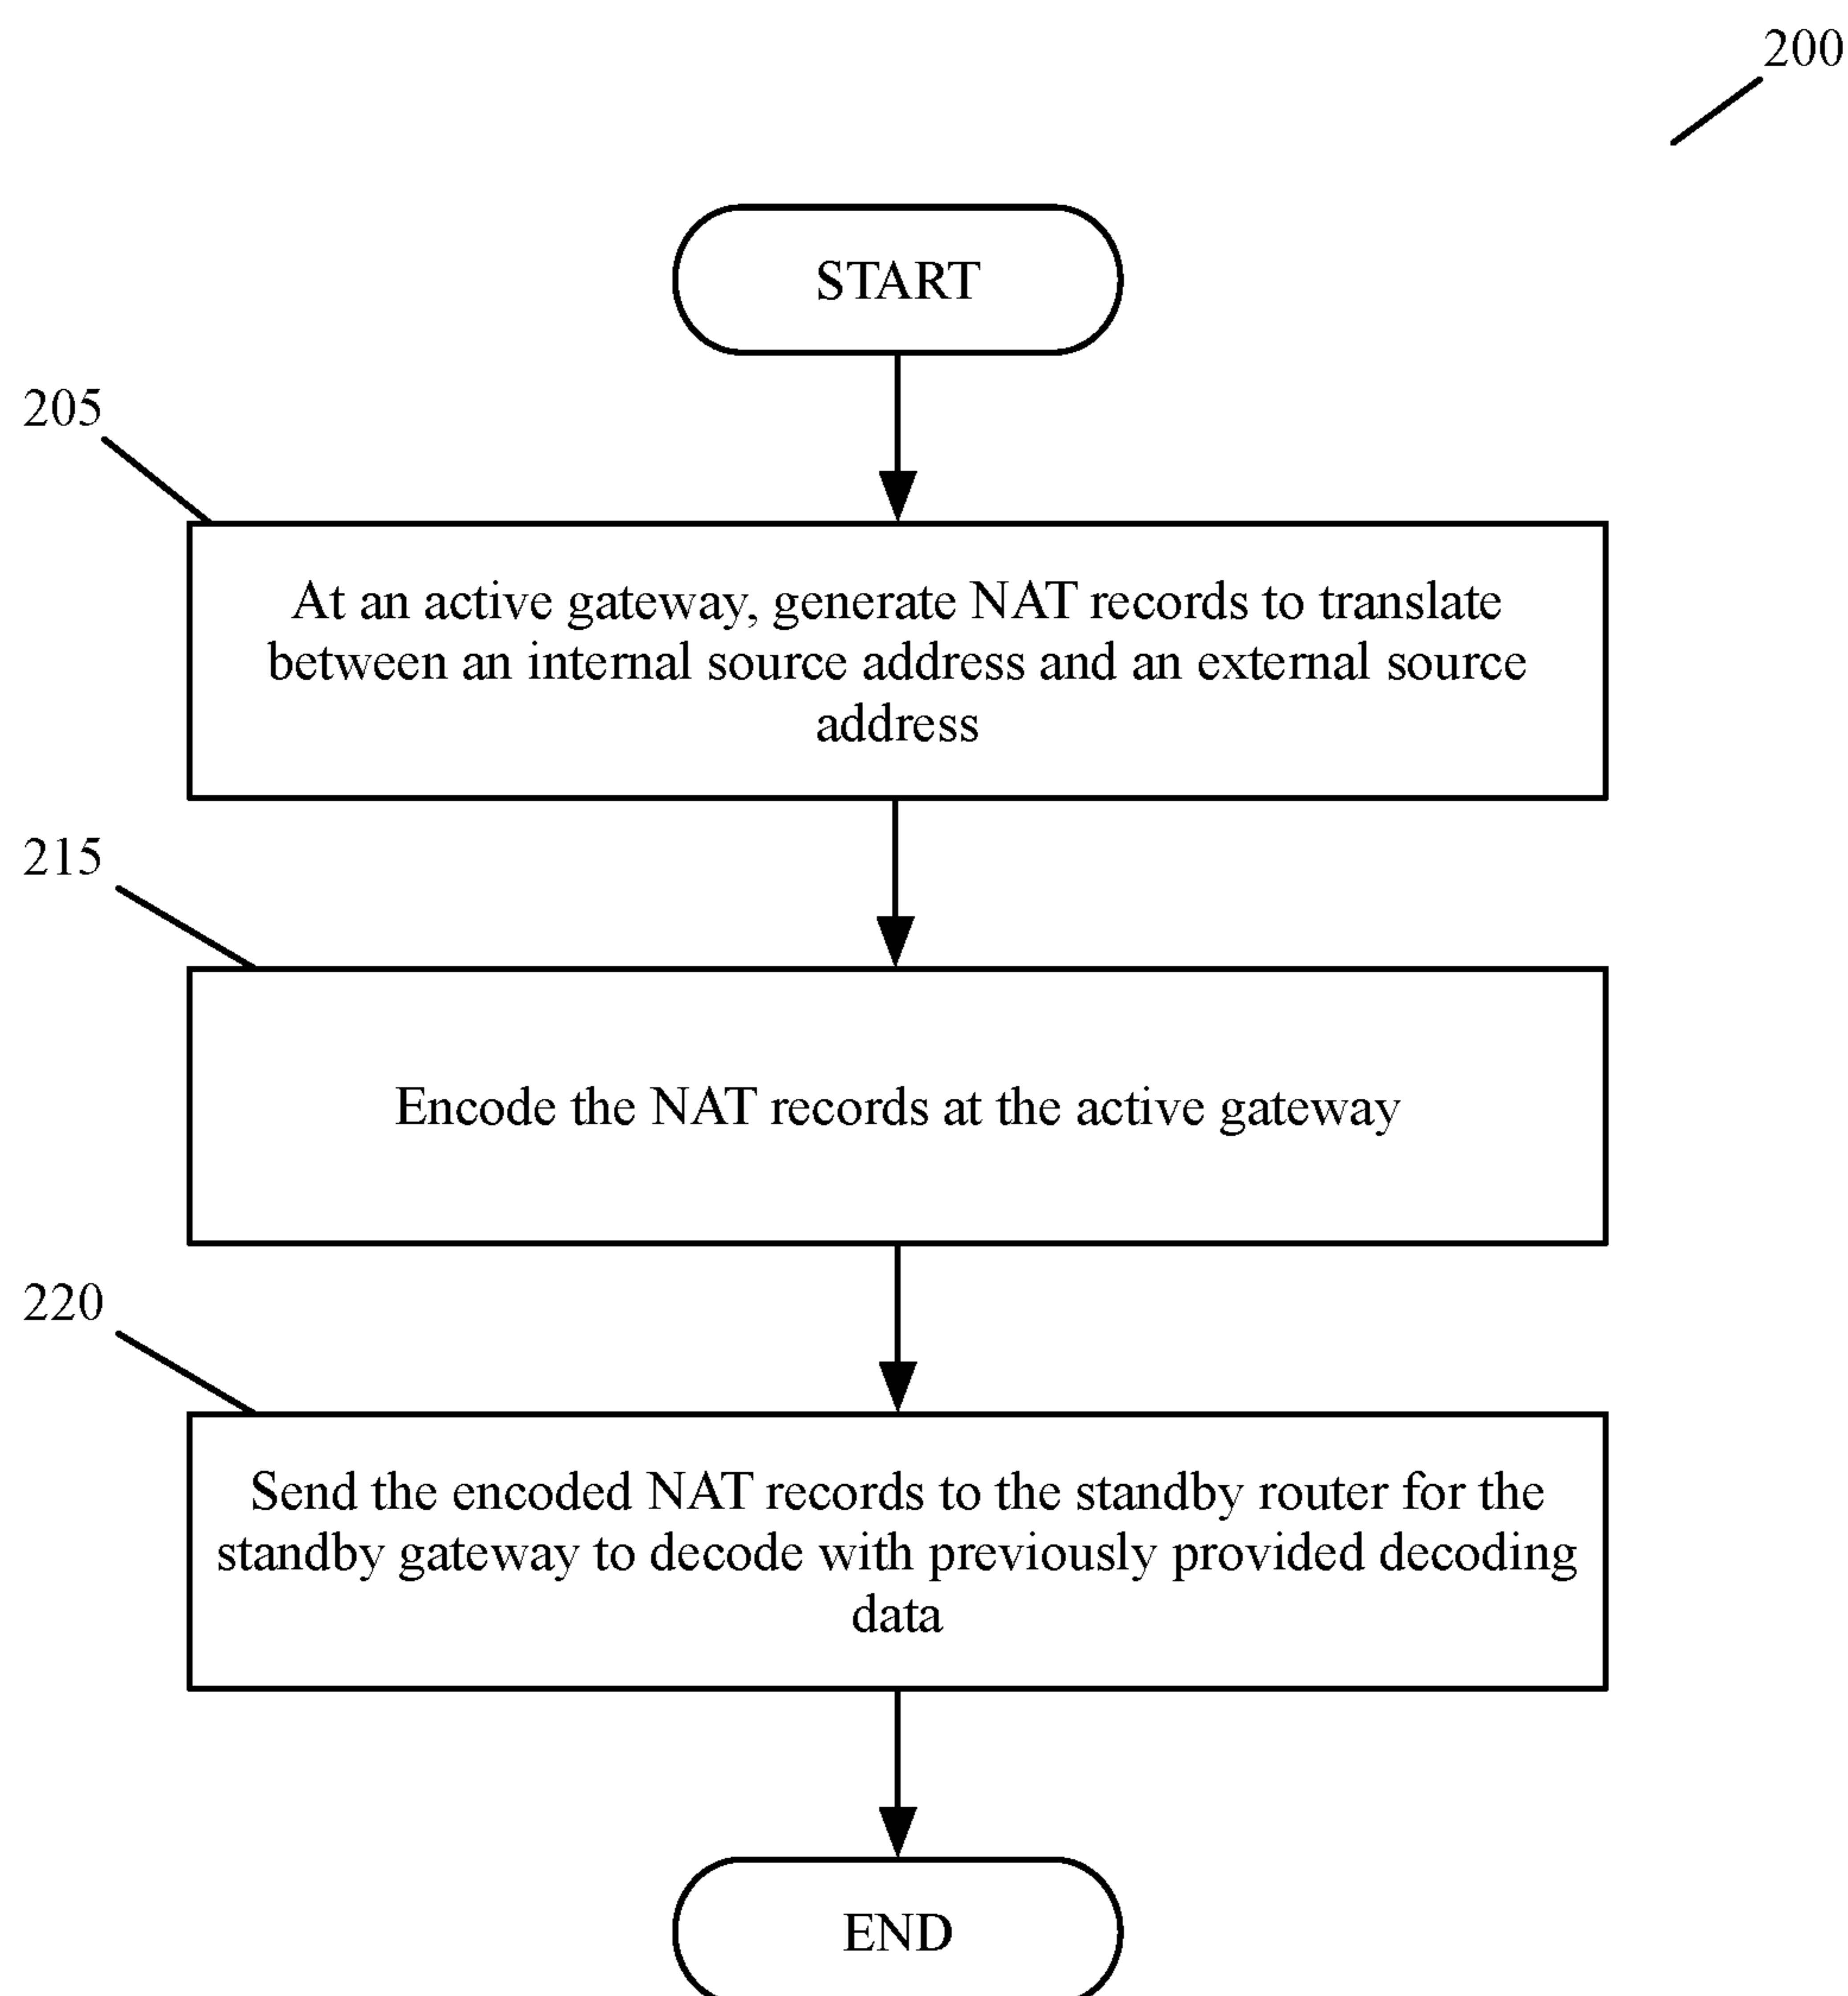 200
START
205
At an active gateway, generate NAT records to translate
between an internal source address and an external source
address
215
Encode the NAT records at the active gateway
220
Send the encoded NAT records to the standby router for the
standby gateway to decode with previously provided decoding
data
END